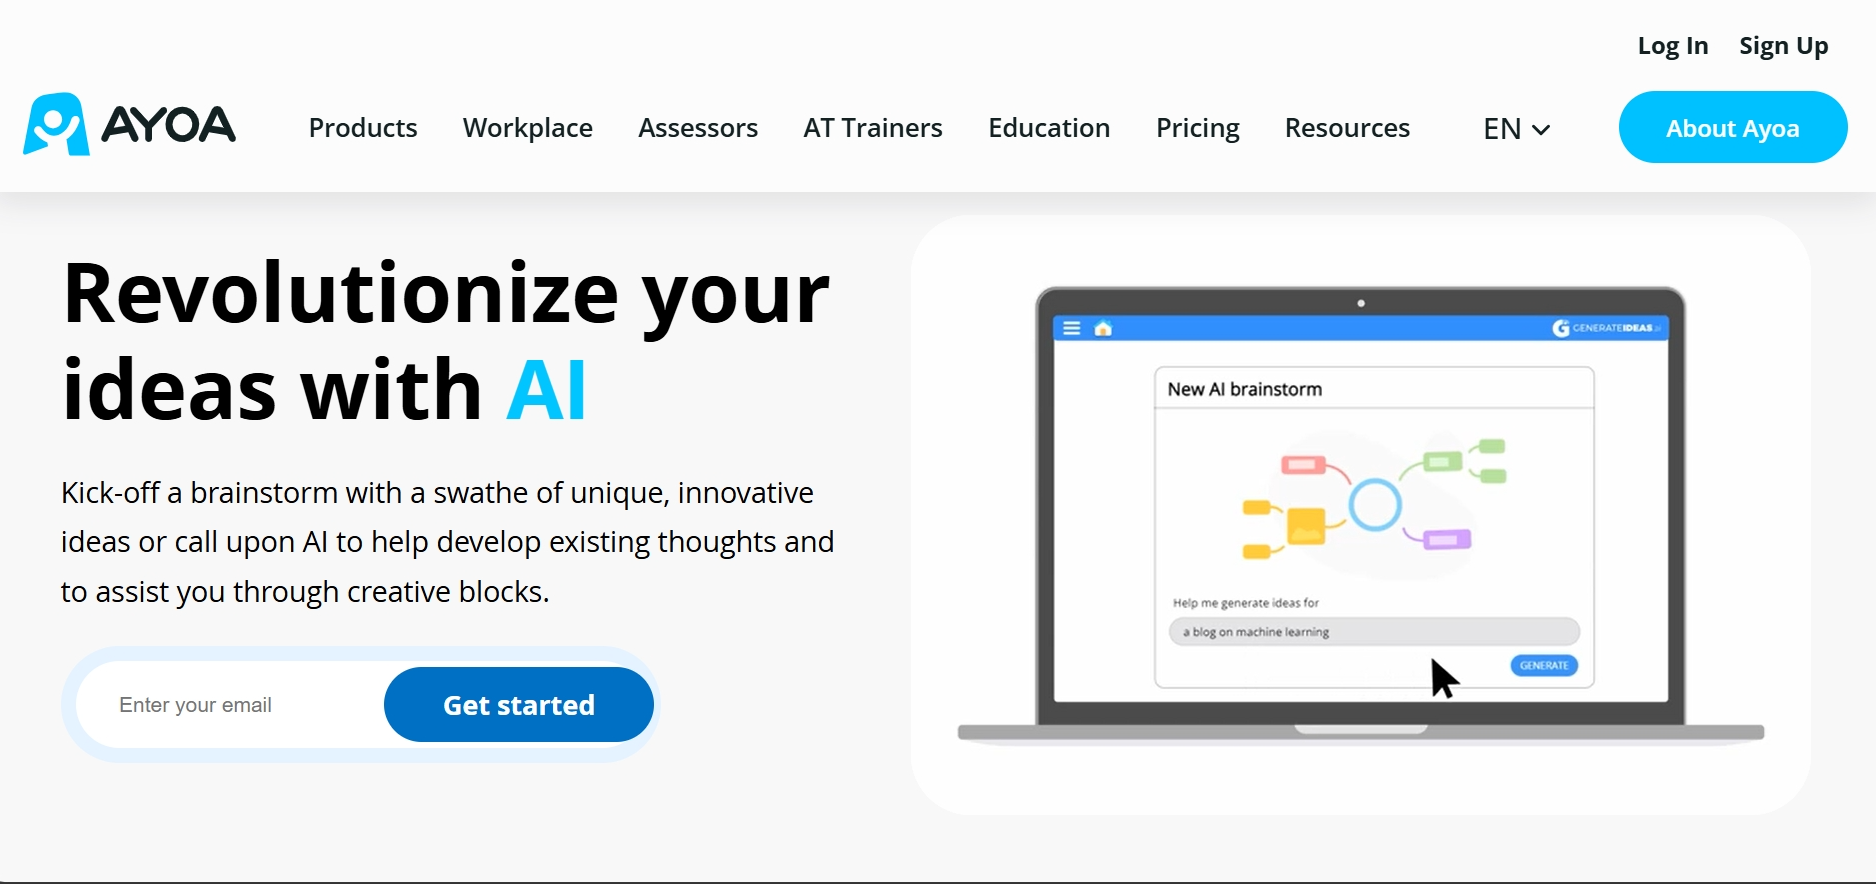 Log In Sign Up
AYOA Products Workplace Assessors AT Trainers Education Pricing Resources EN About Ayoa
Revolutionize your
ideas with AI
Kick-off a brainstorm with a swathe of unique, innovative
ideas or call upon AI to help develop existing thoughts and
to assist you through creative blocks.
Enter your email Get started
GENERATEIDEAS
New AI brainstorm
Help me generate ideas for
a blog on machine learning
GENERATE